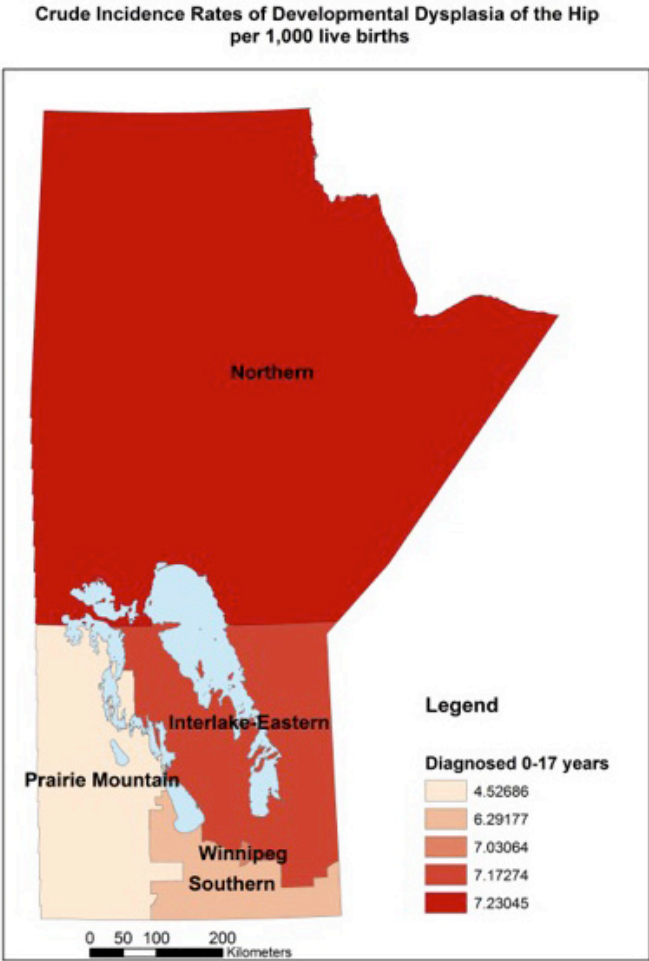 Crude Incidence Rates of Developmental Dysplasia of the Hip
per 1,000 live births
Northern
Interlake-Eastern
Prairie Mountain
Winnipeg
Southern
Legend
Diagnosed 0-17 years
4.52686
6.29177
7.03064
7.17274
7.23045
0 50 100 200
Kilometers